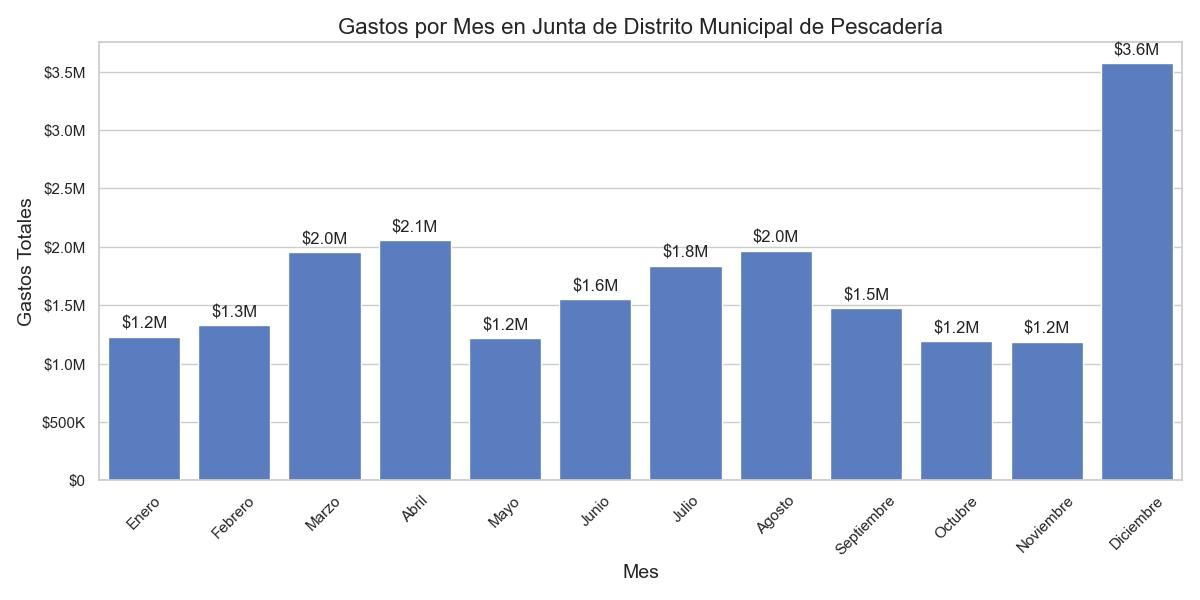 Gastos por Mes en Junta de Distrito Municipal de Pescadería
Gastos Totales
$3.5M
$3.0M
$2.5M
$2.0M
$1.5M
$1.0M
$500K
$0
$1.2M
$1.3M
$2.0M
$2.1M
$1.2M
$1.6M
$1.8M
$2.0M
$1.5M
$1.2M
$1.2M
$3.6M
Enero
Febrero
Marzo
Abril
Mayo
Junio
Julio
Agosto
Septiembre
Octubre
Noviembre
Diciembre
Mes